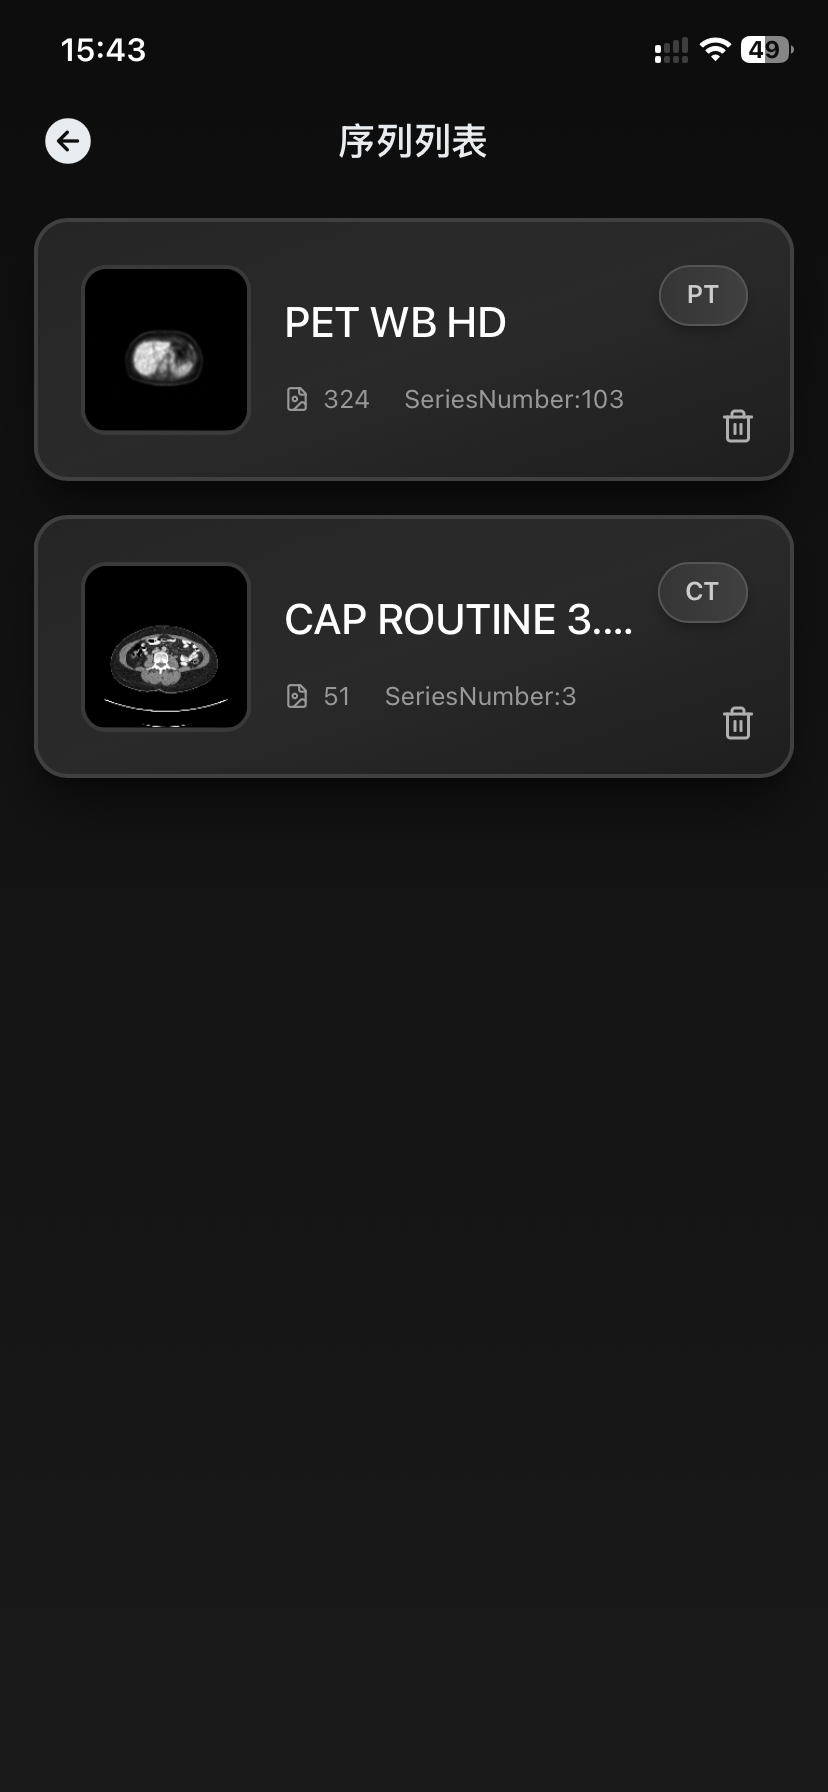 15:43
49
序列列表
PET WB HD
PT
324 SeriesNumber:103
CAP ROUTINE 3....
CT
51 SeriesNumber:3